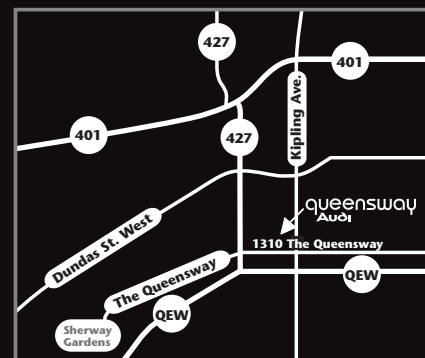 427
401
Kipling Ave.
401
427
queensway
Audi
Dundas St. West
1310 The Queensway
The Queensway
QEW
QEW
Sherway
Gardens